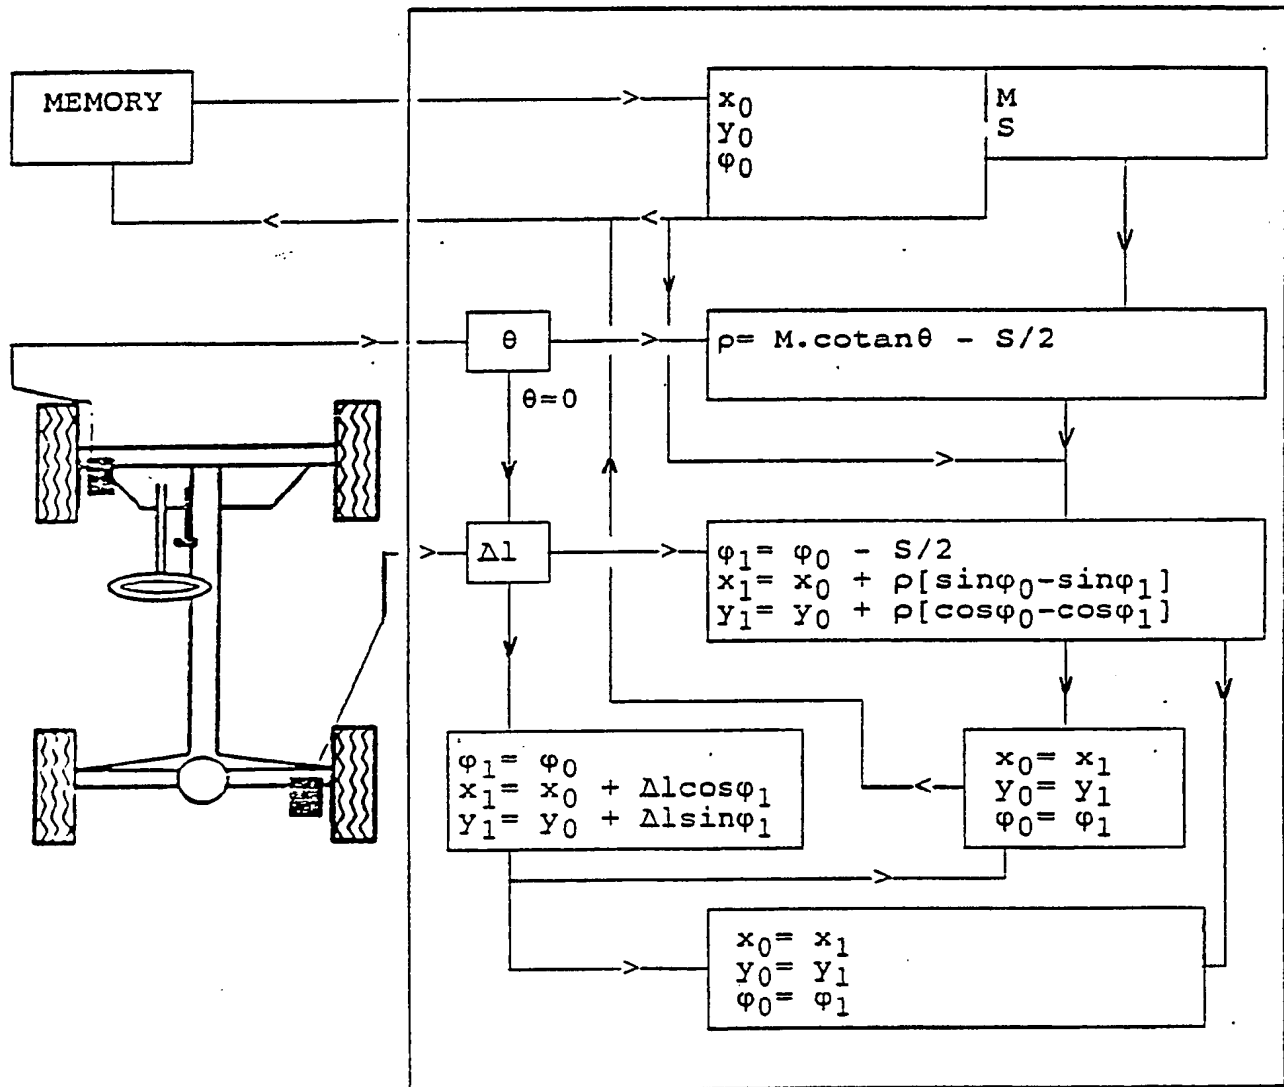 MEMORY
x₀
y₀
φ₀
M
S
θ
ρ= M.cotanθ - S/2
θ=0
Δl
φ₁= φ₀ - S/2
x₁= x₀ + ρ[sinφ₀-sinφ₁]
y₁= y₀ + ρ[cosφ₀-cosφ₁]
φ₁= φ₀
x₁= x₀ + Δlcosφ₁
y₁= y₀ + Δlsinφ₁
x₀= x₁
y₀= y₁
φ₀= φ₁
x₀= x₁
y₀= y₁
φ₀= φ₁